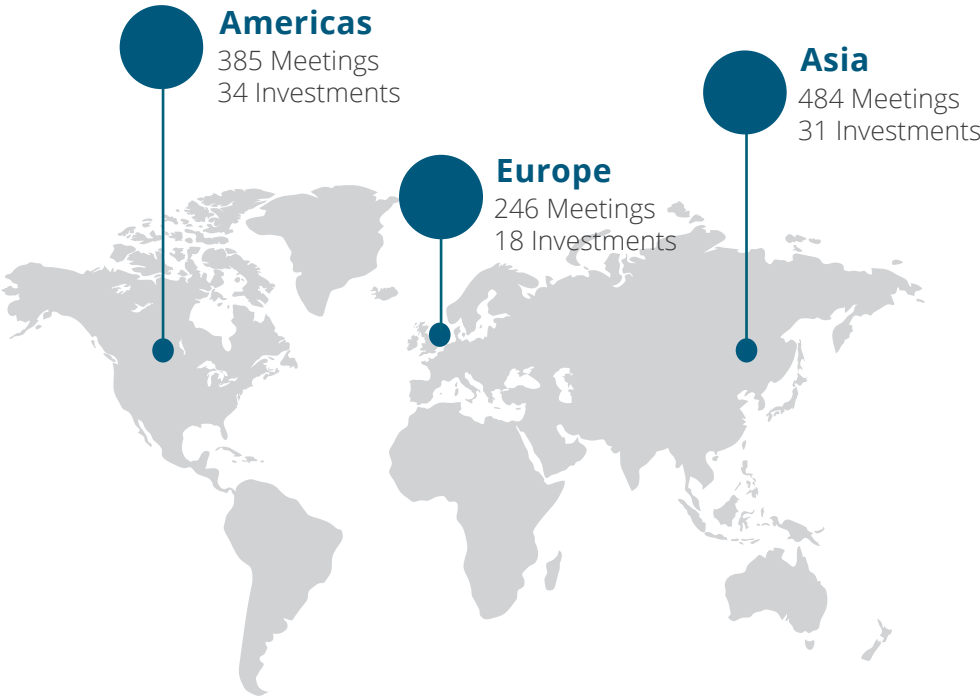 Americas
385 Meetings
34 Investments
Asia
484 Meetings
31 Investments
Europe
246 Meetings
18 Investments